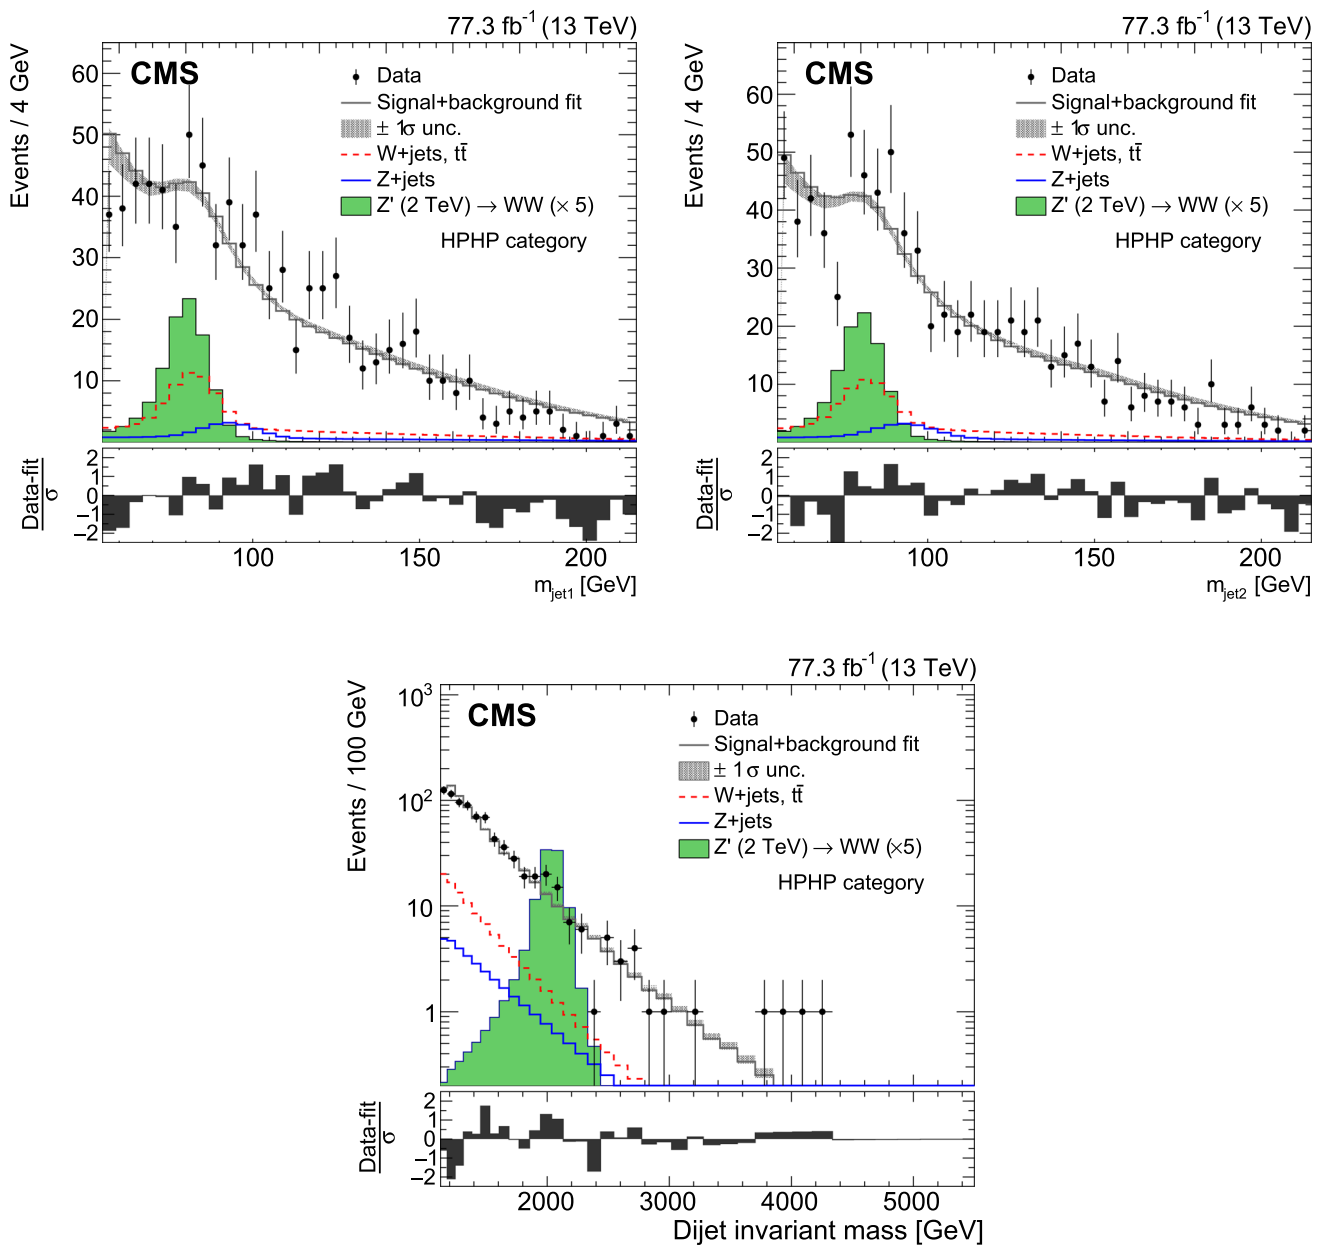 77.3 fb-1 (13 TeV)
CMS
Data
Signal+background fit
± 1σ unc.
W+jets, tt̄
Z+jets
Z' (2 TeV) → WW (× 5)
HPHP category
Events / 4 GeV
60
50
40
30
20
10
Data-fit
σ
2
1
0
−1
−2
100
150
200
mjet1 [GeV]
77.3 fb-1 (13 TeV)
CMS
Data
Signal+background fit
± 1σ unc.
W+jets, tt̄
Z+jets
Z' (2 TeV) → WW (× 5)
HPHP category
Events / 4 GeV
60
50
40
30
20
10
Data-fit
σ
2
1
0
−1
−2
100
150
200
mjet2 [GeV]
77.3 fb-1 (13 TeV)
CMS
Data
Signal+background fit
± 1σ unc.
W+jets, tt̄
Z+jets
Z' (2 TeV) → WW (×5)
HPHP category
Events / 100 GeV
103
102
10
1
Data-fit
σ
2
1
0
−1
−2
2000
3000
4000
5000
Dijet invariant mass [GeV]